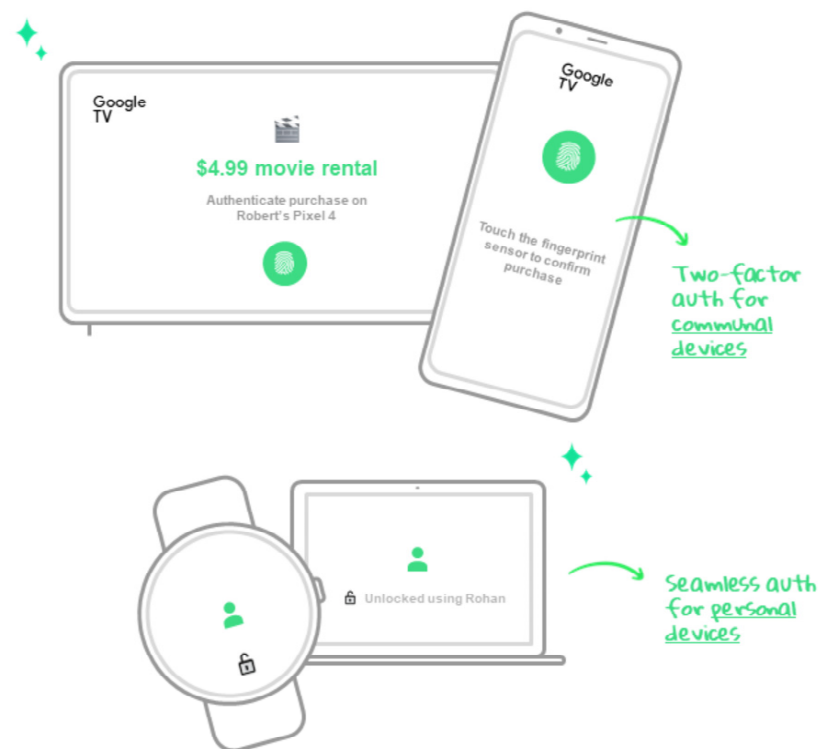 Google
TV
$4.99 movie rental
Authenticate purchase on
Robert's Pixel 4
Google
TV
Touch the fingerprint
sensor to confirm
purchase
Two-factor
auth for
communal
devices
Unlocked using Rohan
Seamless auth
for personal
devices